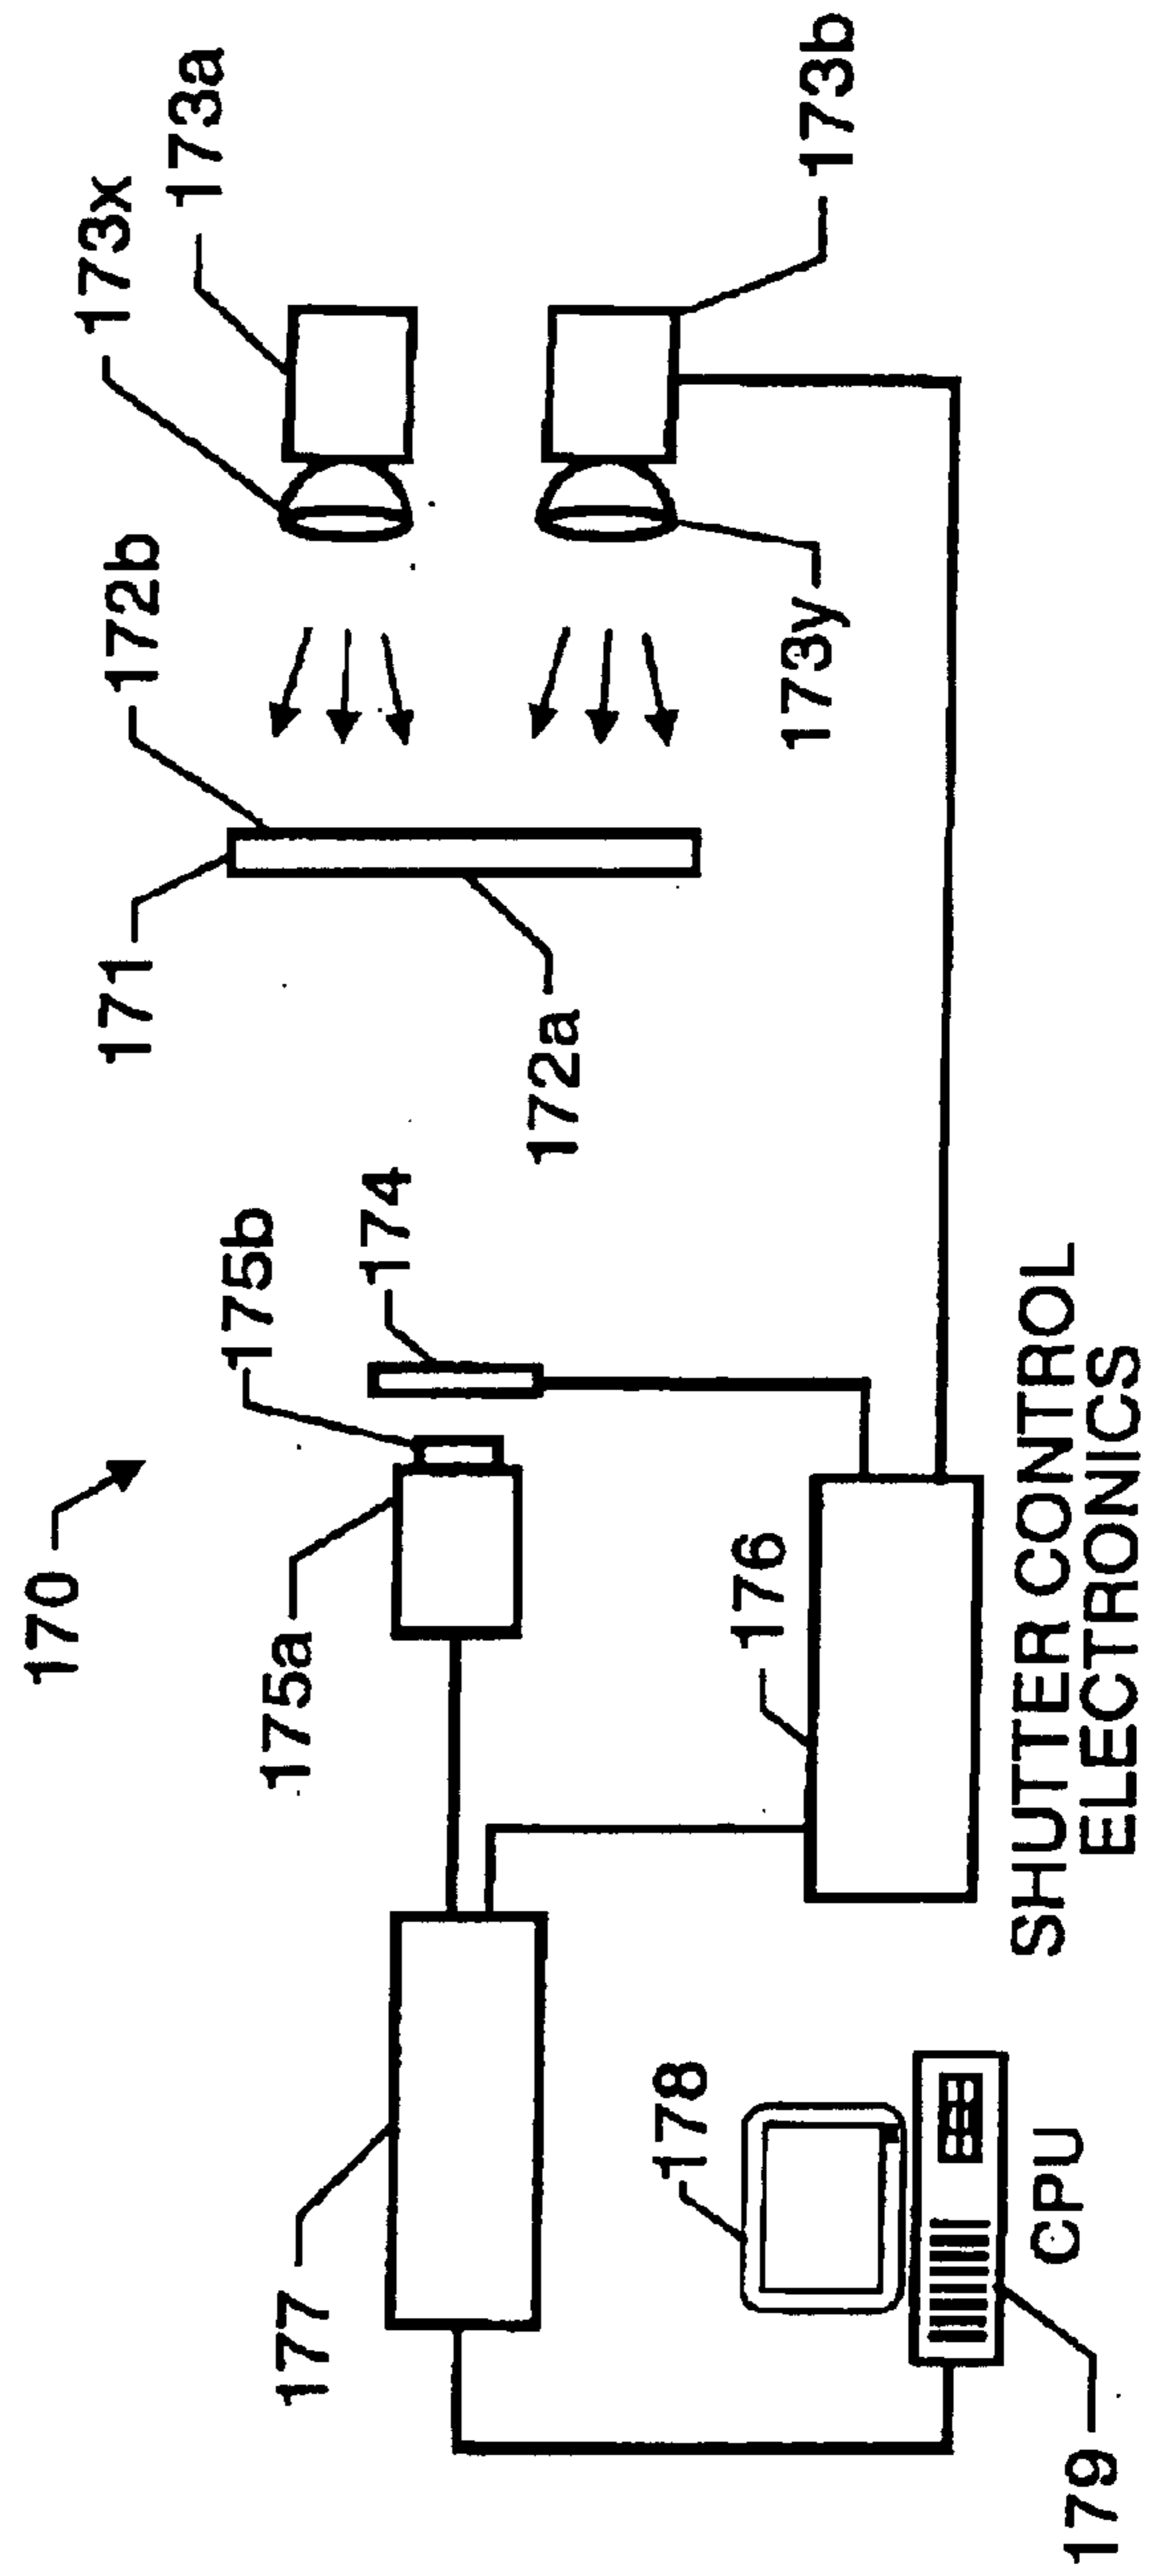 170
171
172b
173x
173a
175b
174
172a
173y
173b
175a
177
176
178
SHUTTER CONTROL
ELECTRONICS
CPU
179